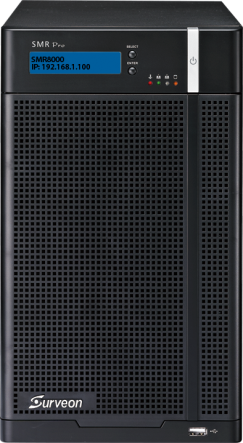 SMR Pro
SELECT
SMR8000
IP: 192.168.1.100
ENTER
Surveon